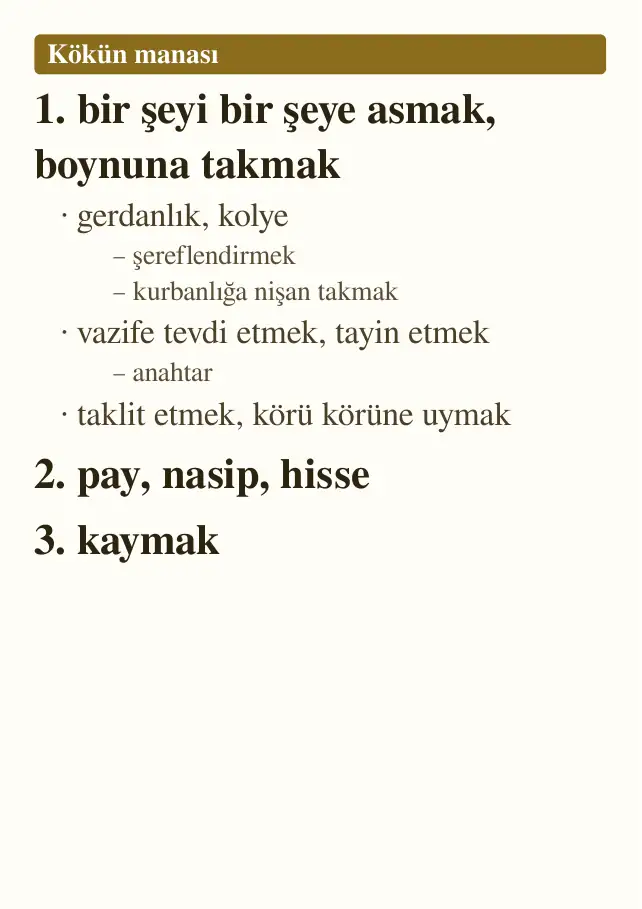 Kökün manası
1. bir şeyi bir şeye asmak,
boynuna takmak
· gerdanlık, kolye
– şereflendirmek
– kurbanlığa nişan takmak
· vazife tevdi etmek, tayin etmek
– anahtar
· taklit etmek, körü körüne uymak
2. pay, nasip, hisse
3. kaymak